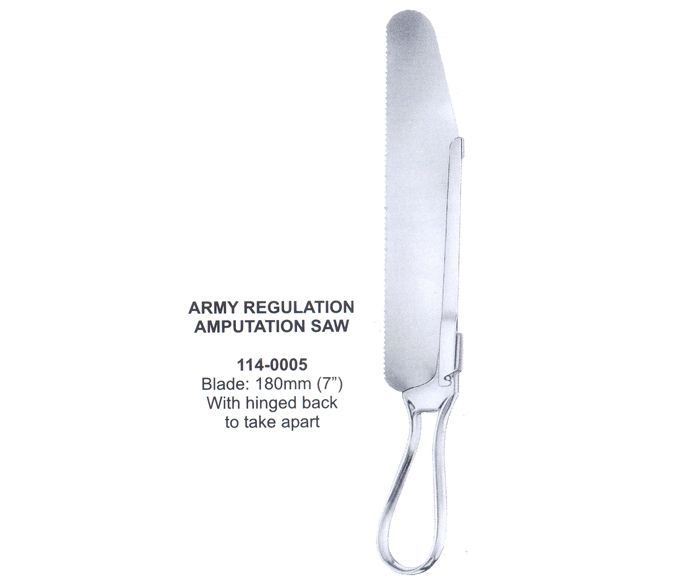 ARMY REGULATION
AMPUTATION SAW
114-0005
Blade: 180mm (7”)
With hinged back
to take apart